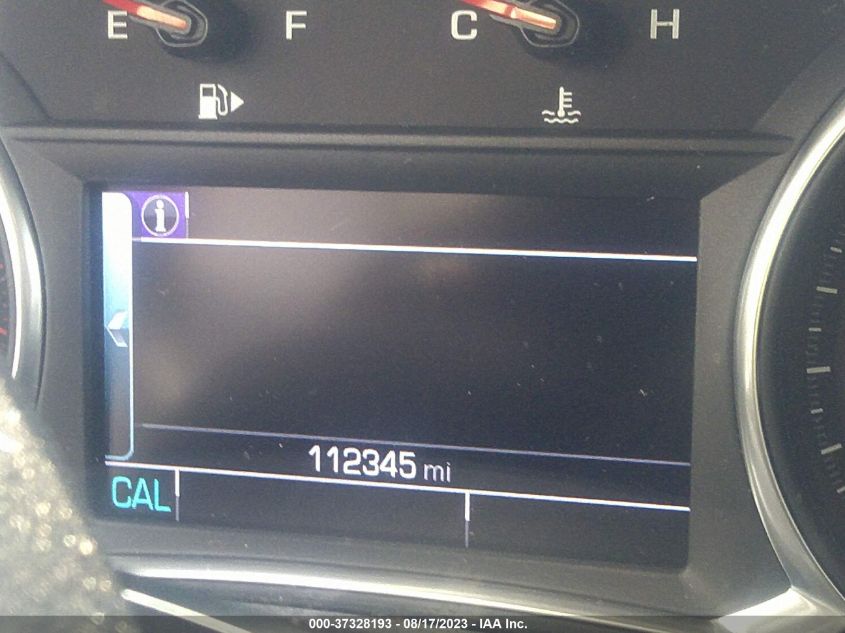 E F C H
i
112345 mi
CAL
000-37328193 - 08/17/2023 - IAA Inc.